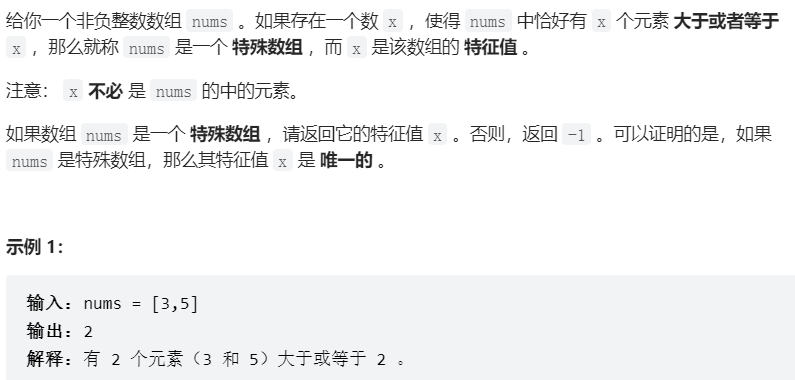 给你一个非负整数数组 nums 。如果存在一个数 x ，使得 nums 中恰好有 x 个元素 大于或者等于
x ，那么就称 nums 是一个 特殊数组 ，而 x 是该数组的 特征值 。
注意： x 不必 是 nums 的中的元素。
如果数组 nums 是一个 特殊数组 ，请返回它的特征值 x 。否则，返回 -1 。可以证明的是，如果
nums 是特殊数组，那么其特征值 x 是 唯一的 。
示例 1：
输入：nums = [3,5]
输出：2
解释：有 2 个元素（3 和 5）大于或等于 2 。